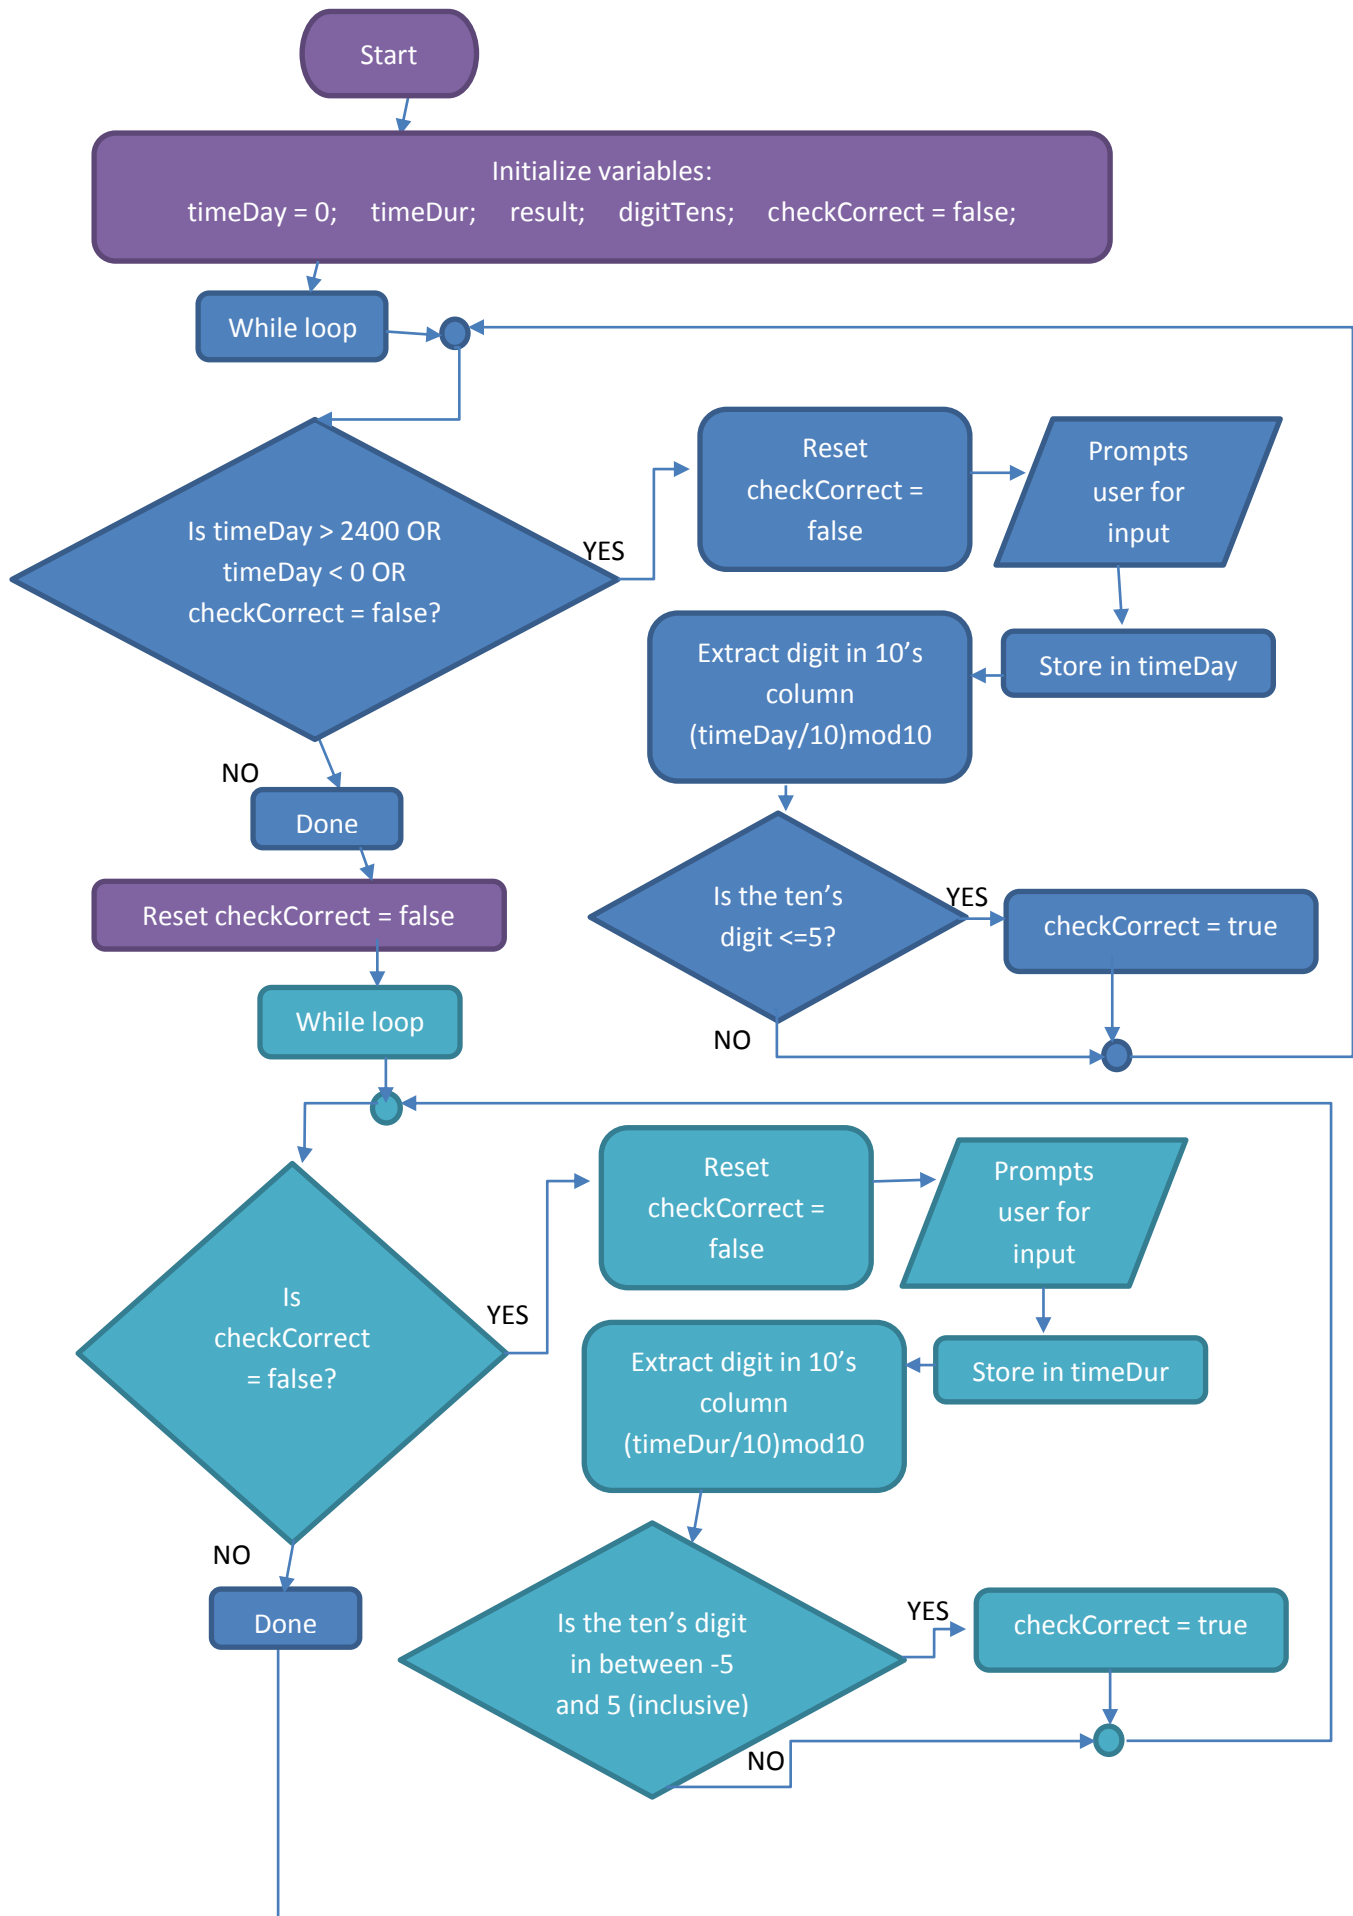 Start
Initialize variables:
timeDay = 0; timeDur; result; digitTens; checkCorrect = false;
While loop
Is timeDay > 2400 OR
timeDay < 0 OR
checkCorrect = false?
YES
Reset
checkCorrect =
false
Prompts
user for
input
Store in timeDay
Extract digit in 10’s
column
(timeDay/10)mod10
Is the ten’s
digit <=5?
YES
checkCorrect = true
NO
NO
Done
Reset checkCorrect = false
While loop
Is
checkCorrect
= false?
YES
Reset
checkCorrect =
false
Prompts
user for
input
Store in timeDur
Extract digit in 10’s
column
(timeDur/10)mod10
Is the ten’s digit
in between -5
and 5 (inclusive)
YES
checkCorrect = true
NO
NO
Done